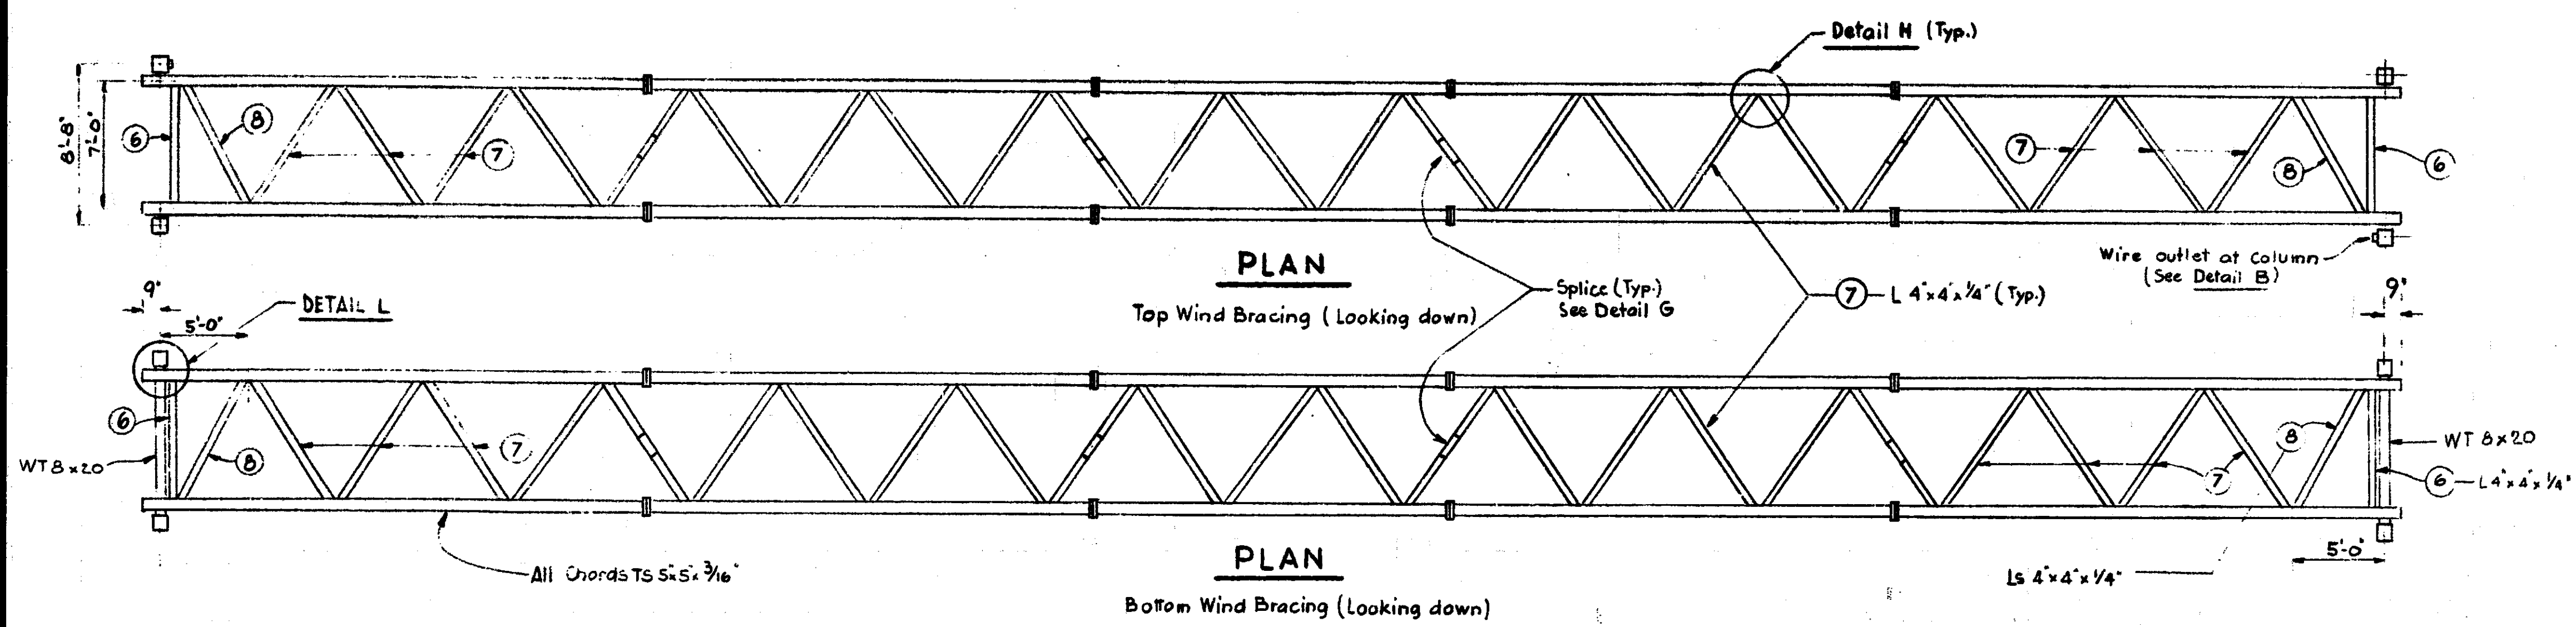 Detail H (Typ.)
8'-8"
7'-0"
6
8
7
7
8
6
PLAN
Top Wind Bracing (Looking down)
Splice (Typ.)
See Detail G
7 - L 4"x4"x1/4" (Typ.)
Wire outlet at Column
(See Detail B)
9"
5'-0"
DETAIL L
9"
6
8
7
WT 8x20
8
7
WT 8x20
6 - L 4"x4"x1/4"
5'-0"
All Chords TS 5"x5"x3/16"
PLAN
Bottom Wind Bracing (Looking down)
Ls 4"x4"x1/4"